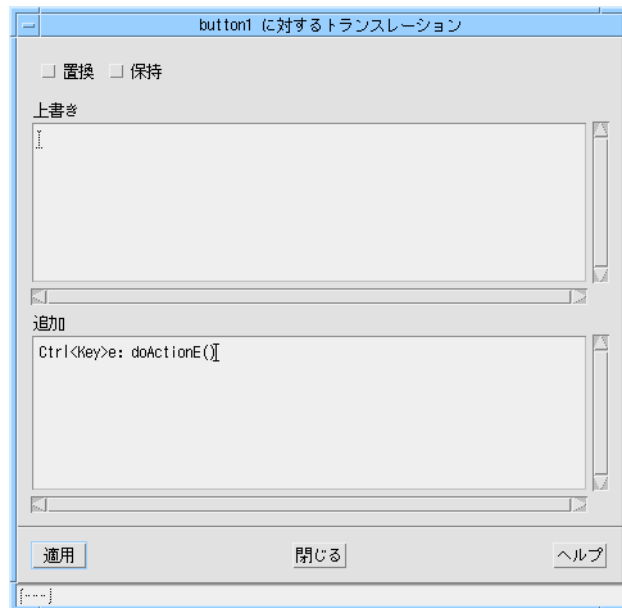 button1 に対するトランスレーション
置換 保持
上書き
追加
Ctrl<Key>e: doActionE()
適用 閉じる ヘルプ
[---]